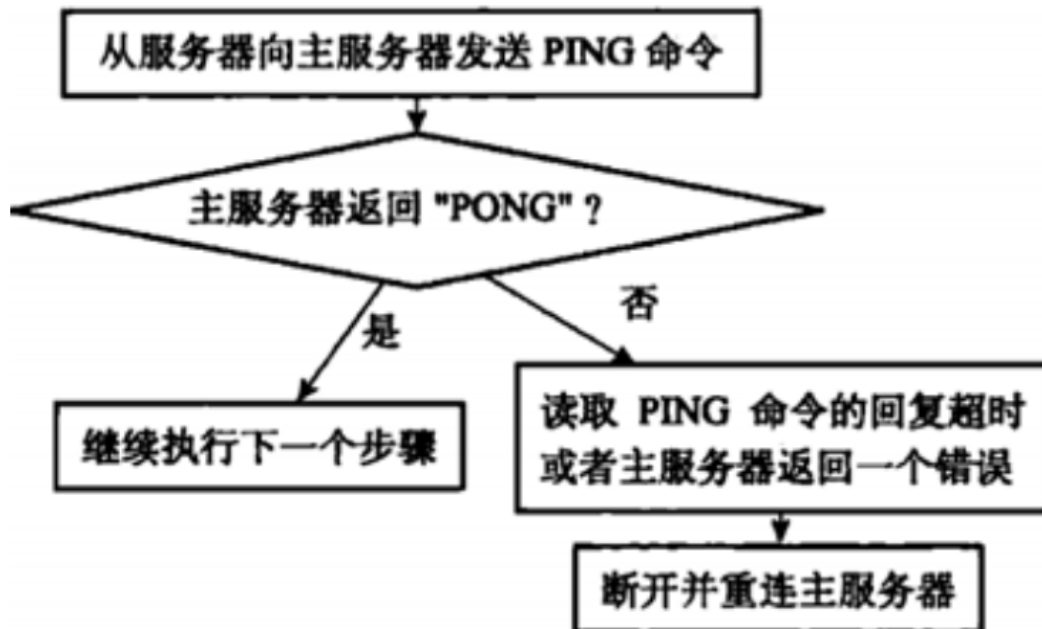 从服务器向主服务器发送 PING 命令
主服务器返回 "PONG"？
是
否
继续执行下一个步骤
读取 PING 命令的回复超时
或者主服务器返回一个错误
断开并重连主服务器